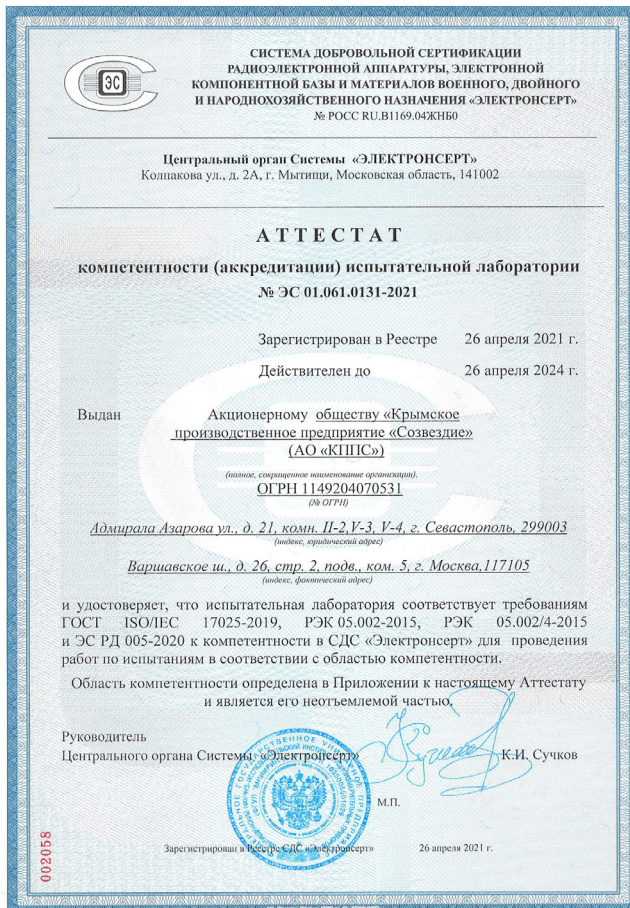 ЭС
СИСТЕМА ДОБРОВОЛЬНОЙ СЕРТИФИКАЦИИ
РАДИОЭЛЕКТРОННОЙ АППАРАТУРЫ, ЭЛЕКТРОННОЙ
КОМПОНЕНТНОЙ БАЗЫ И МАТЕРИАЛОВ ВОЕННОГО, ДВОЙНОГО
И НАРОДНОХОЗЯЙСТВЕННОГО НАЗНАЧЕНИЯ «ЭЛЕКТРОНСЕРТ»
№ РОСС RU.В1169.04ЖНБ0
Центральный орган Системы «ЭЛЕКТРОНСЕРТ»
Колпакова ул., д. 2А, г. Мытищи, Московская область, 141002
АТТЕСТАТ
компетентности (аккредитации) испытательной лаборатории
№ ЭС 01.061.0131-2021
Зарегистрирован в Реестре 26 апреля 2021 г.
Действителен до 26 апреля 2024 г.
Выдан Акционерному обществу «Крымское
производственное предприятие «Созвездие»
(АО «КППС»)
(полное, сокращенное наименование организации),
ОГРН 1149204070531
(№ ОГРН)
Адмирала Азарова ул., д. 21, комн. II-2,V-3, V-4, г. Севастополь, 299003
(индекс, юридический адрес)
Варшавское ш., д. 26, стр. 2, подв., ком. 5, г. Москва,117105
(индекс, фактический адрес)
и удостоверяет, что испытательная лаборатория соответствует требованиям
ГОСТ ISO/IEC 17025-2019, РЭК 05.002-2015, РЭК 05.002/4-2015
и ЭС РД 005-2020 к компетентности в СДС «Электронсерт» для проведения
работ по испытаниям в соответствии с областью компетентности.
Область компетентности определена в Приложении к настоящему Аттестату
и является его неотъемлемой частью.
Руководитель
Центрального органа Системы «Электронсерт» К.И. Сучков
М.П.
Зарегистрирован в Реестре СДС «Электронсерт» 26 апреля 2021 г.
002058